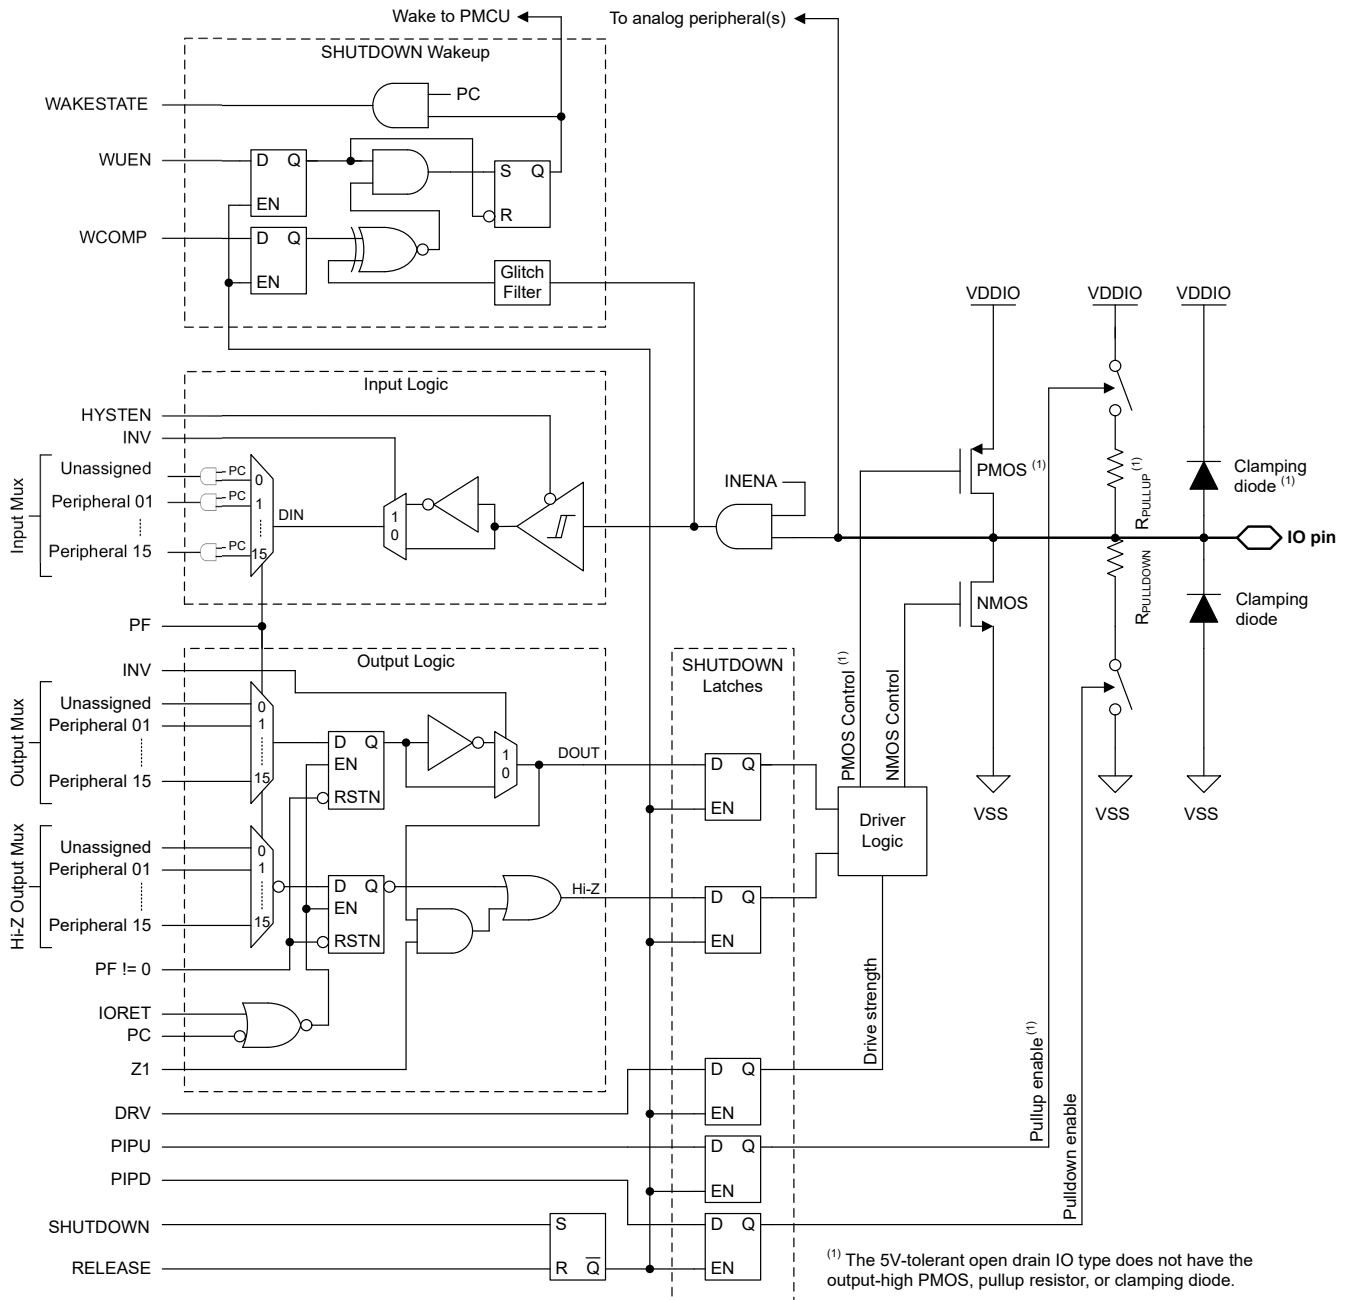 Wake to PMCU
To analog peripheral(s)
SHUTDOWN Wakeup
WAKESTATE
PC
WUEN
D Q
EN
S Q
R
WCOMP
D Q
EN
Glitch
Filter
VDDIO
VDDIO
VDDIO
Input Logic
HYSTEN
INV
Input Mux
Unassigned
PC
0
Peripheral 01
PC
1
Peripheral 15
PC
15
DIN
1
0
INENA
PMOS (1)
RPULLUP (1)
Clamping
diode (1)
IO pin
RPULLDOWN
NMOS
Clamping
diode
PF
INV
Output Logic
SHUTDOWN
Latches
Output Mux
Unassigned
0
Peripheral 01
1
Peripheral 15
15
D Q
EN
RSTN
1
0
DOUT
D Q
EN
PMOS Control (1)
NMOS Control
VSS
VSS
VSS
Driver
Logic
Hi-Z Output Mux
Unassigned
0
Peripheral 01
1
Peripheral 15
15
D Q
EN
RSTN
Hi-Z
D Q
EN
PF != 0
IORET
PC
Z1
Drive strength
D Q
EN
DRV
PIPU
D Q
EN
PIPD
Pullup enable (1)
Pulldown enable
SHUTDOWN
S
D Q
RELEASE
R Q
EN
(1) The 5V-tolerant open drain IO type does not have the
output-high PMOS, pullup resistor, or clamping diode.